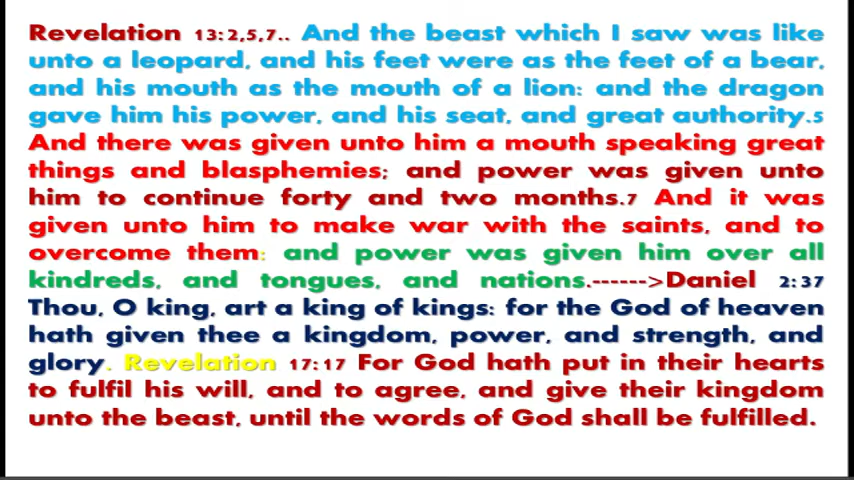 Revelation 13:2,5,7.. And the beast which I saw was like
unto a leopard, and his feet were as the feet of a bear,
and his mouth as the mouth of a lion: and the dragon
gave him his power, and his seat, and great authority.5
And there was given unto him a mouth speaking great
things and blasphemies; and power was given unto
him to continue forty and two months.7 And it was
given unto him to make war with the saints, and to
overcome them: and power was given him over all
kindreds, and tongues, and nations.------>Daniel 2:37
Thou, O king, art a king of kings: for the God of heaven
hath given thee a kingdom, power, and strength, and
glory. Revelation 17:17 For God hath put in their hearts
to fulfil his will, and to agree, and give their kingdom
unto the beast, until the words of God shall be fulfilled.